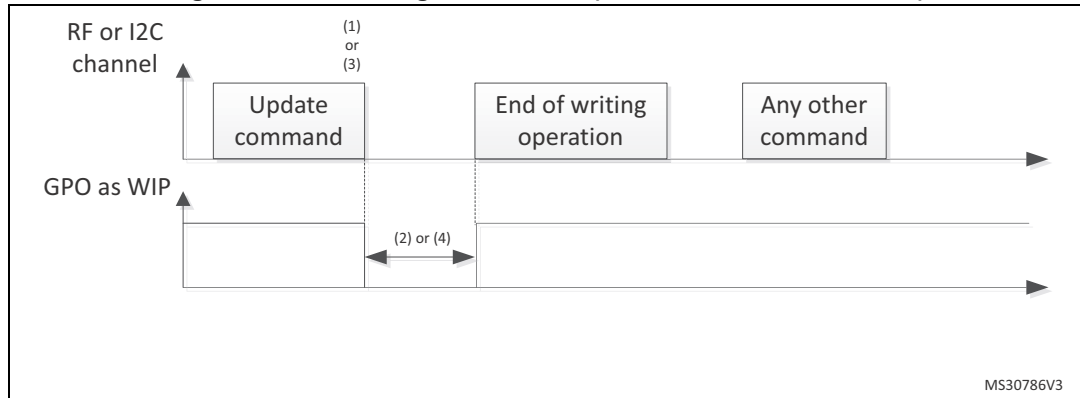 RF or I2C
channel
(1)
or
(3)
Update
command
End of writing
operation
Any other
command
GPO as WIP
(2) or (4)
MS30786V3